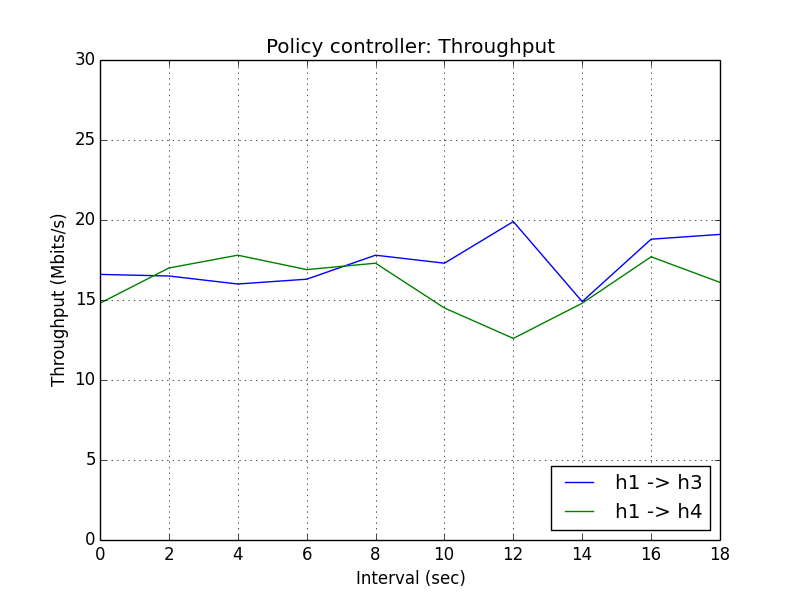 Policy controller: Throughput
30
25
20
15
10
5
0
Throughput (Mbits/s)
h1 -> h3
h1 -> h4
0 2 4 6 8 10 12 14 16 18
Interval (sec)